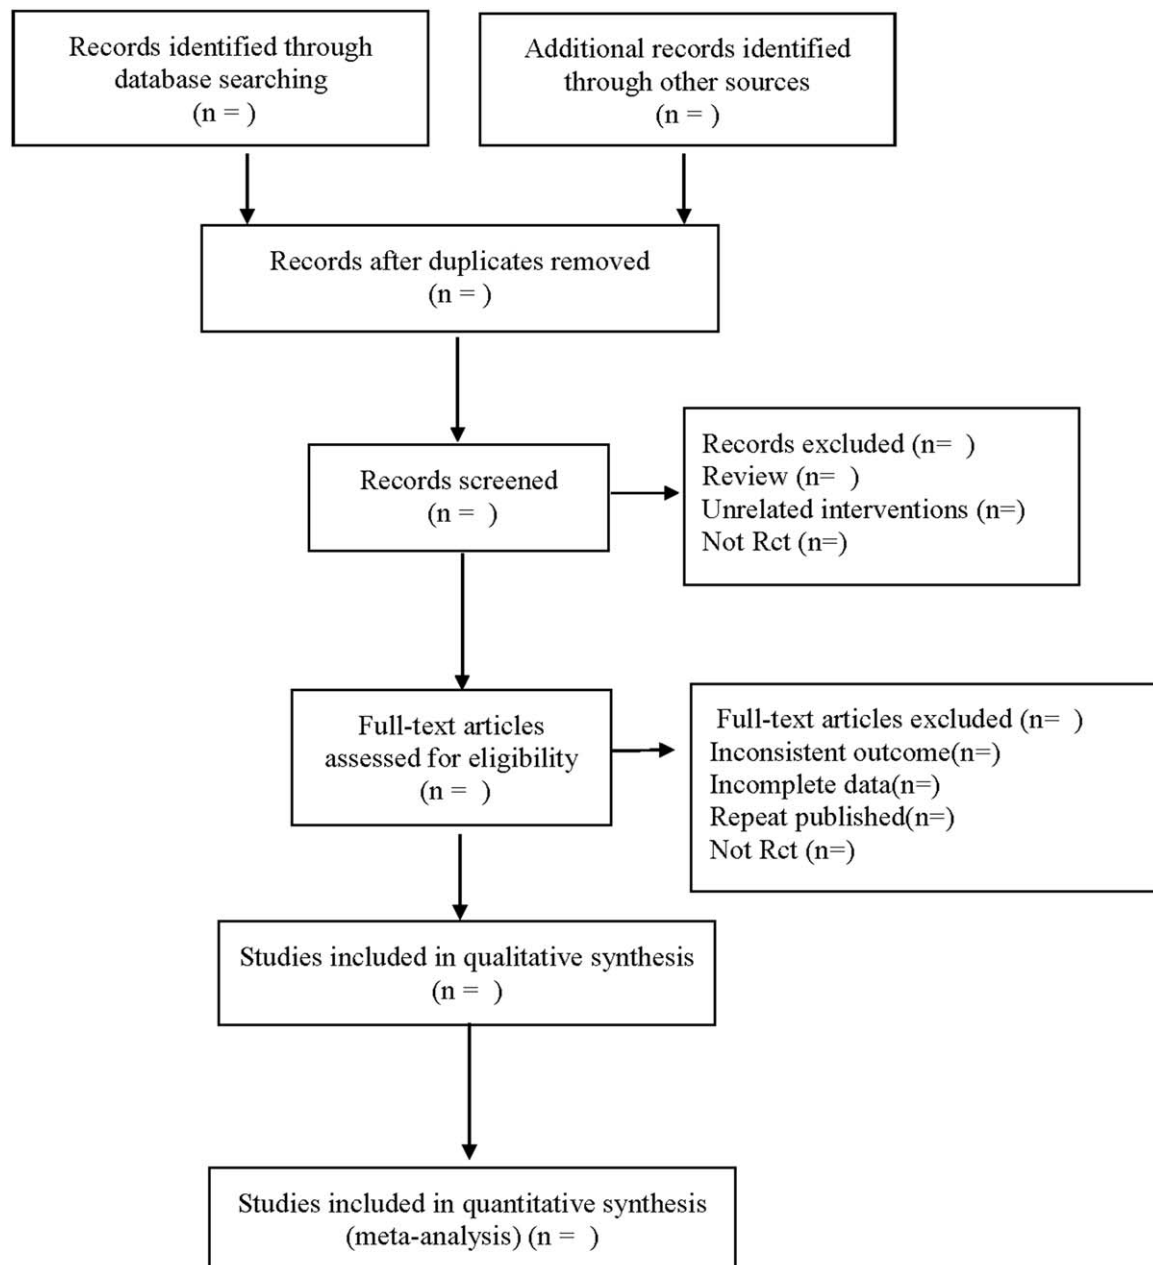 Records identified through
database searching
(n = )
Additional records identified
through other sources
(n = )
Records after duplicates removed
(n = )
Records screened
(n =  )
Records excluded (n=  )
Review (n=  )
Unrelated interventions (n=)
Not Rct (n=)
Full-text articles
assessed for eligibility
(n =  )
Full-text articles excluded (n=  )
Inconsistent outcome(n=)
Incomplete data(n=)
Repeat published(n=)
Not Rct (n=)
Studies included in qualitative synthesis
(n =  )
Studies included in quantitative synthesis
(meta-analysis) (n =  )